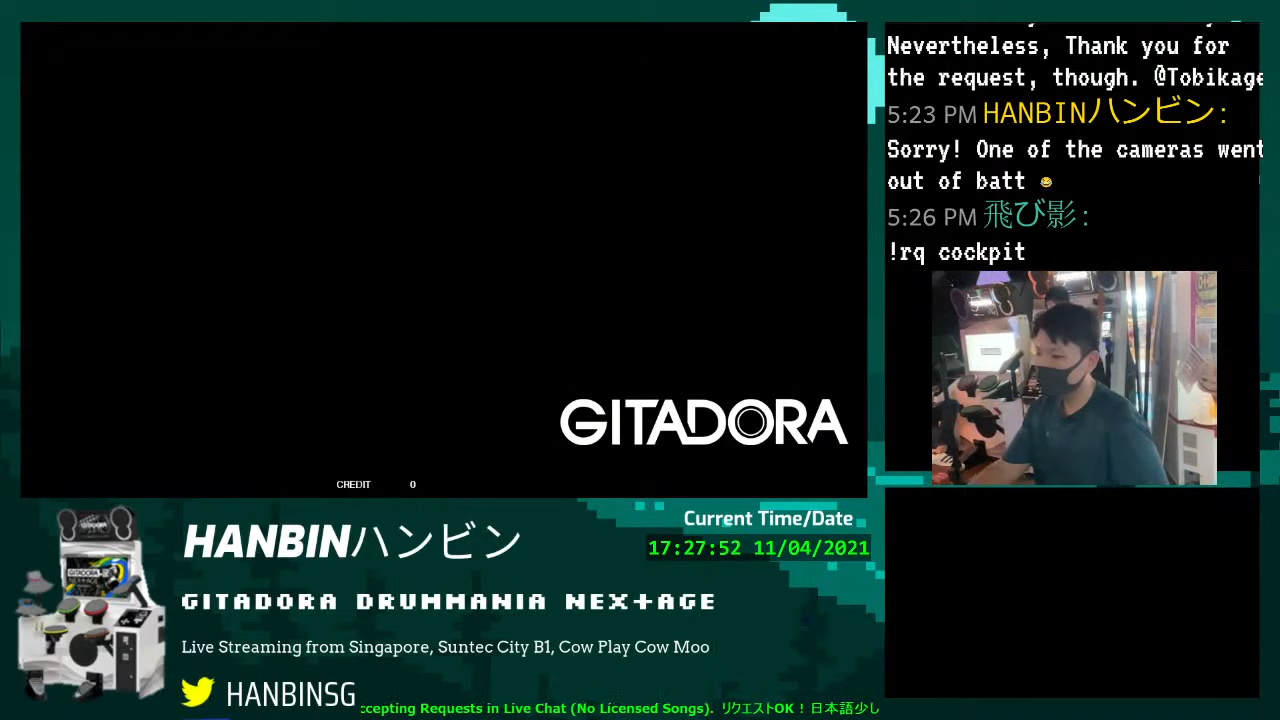 Nevertheless, Thank you for
the request, though. @Tobikage
5:23 PM HANBINハンビン:
Sorry! One of the cameras went
out of batt
5:26 PM 飛び影:
!rq cockpit
GITADORA
CREDIT 0
HANBINハンビン
Current Time/Date
17:27:52 11/04/2021
GITADORA DRUMMANIA NEX+AGE
Live Streaming from Singapore, Suntec City B1, Cow Play Cow Moo
HANBINSG
ccepting Requests in Live Chat (No Licensed Songs). リクエストOK！日本語少し